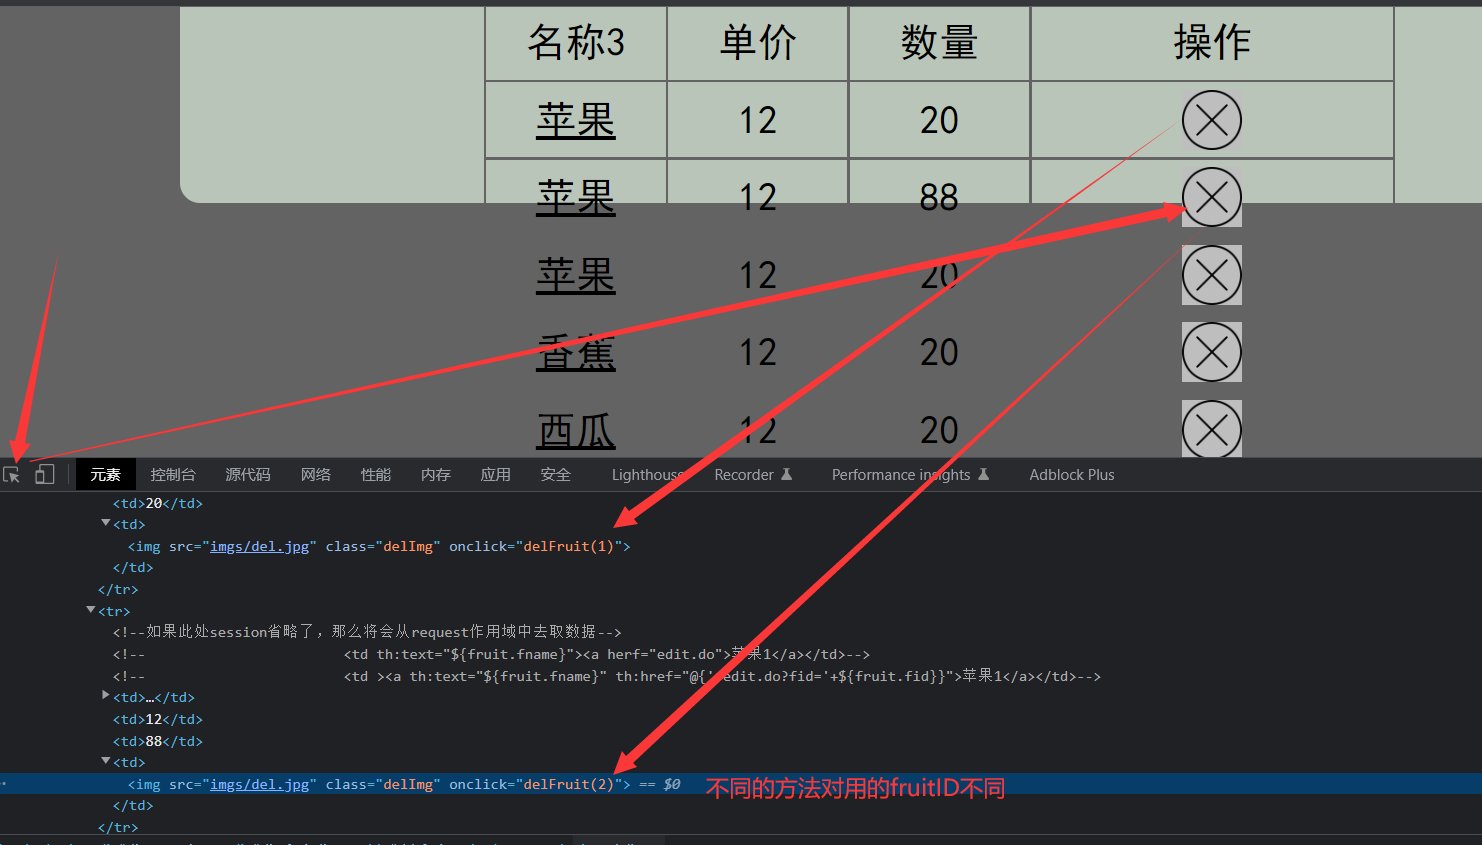 名称3 单价 数量 操作
苹果 12 20
苹果 12 88
苹果 12 20
香蕉 12 20
西瓜 12 20
元素 控制台 源代码 网络 性能 内存 应用 安全 Lighthouse Recorder Performance insights Adblock Plus
<td>20</td>
<td>
<img src="imgs/del.jpg" class="delImg" onclick="delFruit(1)">
</td>
</tr>
<tr>
<!--如果此处session省略了，那么将会从request作用域中去取数据-->
<!-- <td th:text="${fruit.fname}"><a herf="edit.do">苹果1</a></td>-->
<!-- <td ><a th:text="${fruit.fname}" th:href="@{'/edit.do?fid='+${fruit.fid}}">苹果1</a></td>-->
<td>…</td>
<td>12</td>
<td>88</td>
<td>
<img src="imgs/del.jpg" class="delImg" onclick="delFruit(2)"> == $0 不同的方法对用的fruitID不同
</td>
</tr>